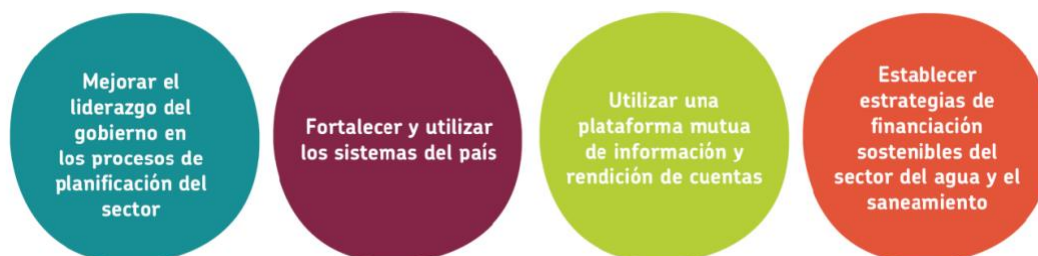 Mejorar el
liderazgo del
gobierno en
los procesos de
planificación del
sector
Fortalecer y utilizar
los sistemas del país
Utilizar una
plataforma mutua
de información y
rendición de cuentas
Establecer
estrategias de
financiación
sostenibles del
sector del agua y el
saneamiento